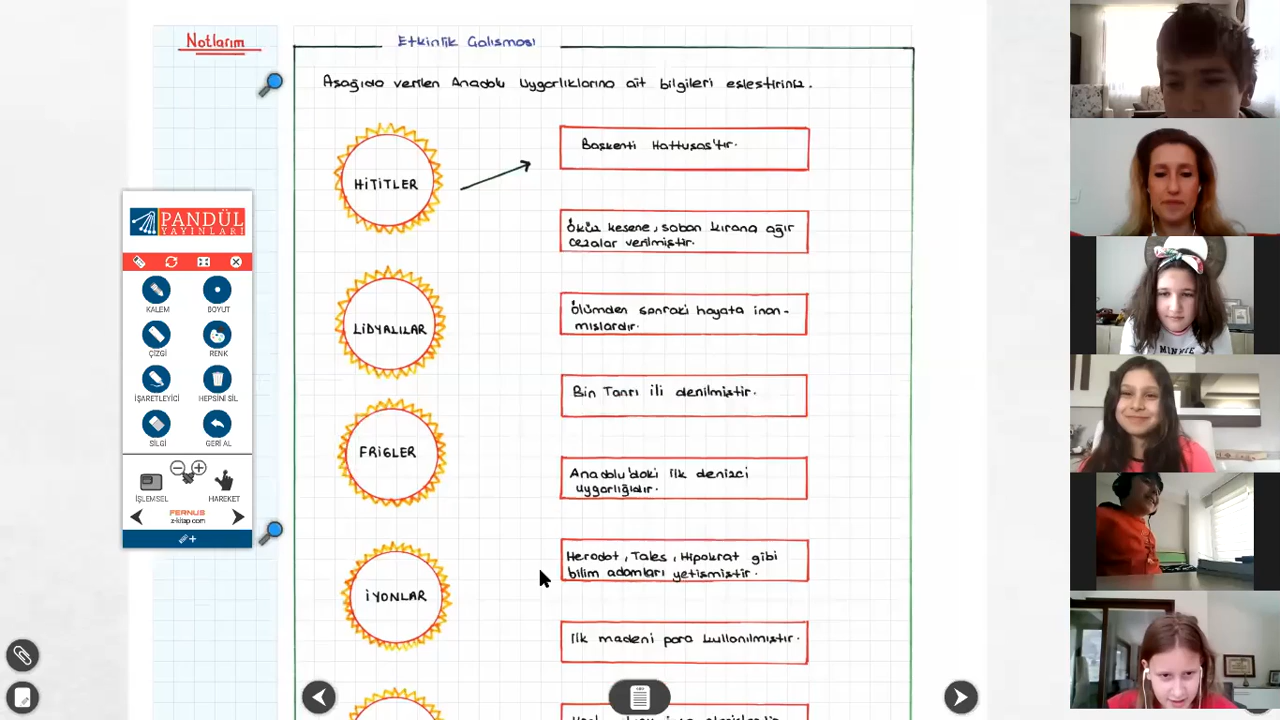 Notlarım
Etkinlik Çalışması
Aşağıda verilen Anadolu Uygarlıklarına ait bilgileri eşleştiriniz.
HİTİTLER
Başkenti Hattuşaş'tır.
Öküz kesene, saban kırana ağır
cezalar verilmiştir.
LİDYALILAR
Ölümden sonraki hayata inan-
mışlardır.
Bin Tanrı İli denilmiştir.
FRİGLER
Anadolu'daki ilk denizci
uygarlığıdır.
Herodot, Tales, Hipokrat gibi
bilim adamları yetişmiştir.
İYONLAR
İlk madeni para kullanılmıştır.
PANDÜL
YAYINLARI
KALEM
BOYUT
ÇİZGİ
RENK
İŞARETLEYİCİ
HEPSİNİ SİL
SİLGİ
GERİ AL
İŞLEMSEL
HAREKET
FERNUS
z-kitap.com
MINNIE